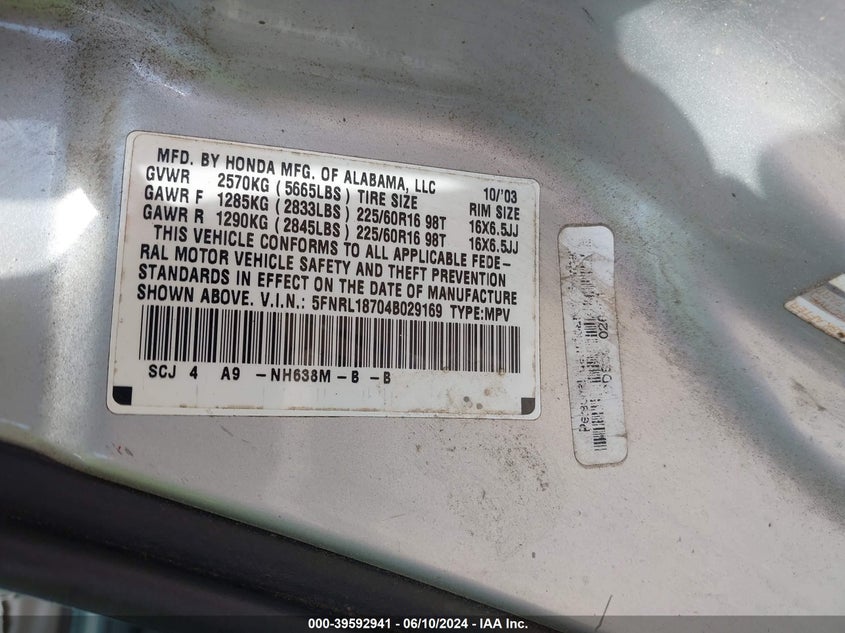 MFD. BY HONDA MFG. OF ALABAMA, LLC 10/'03
GVWR 2570KG ( 5665LBS ) TIRE SIZE RIM SIZE
GAWR F 1285KG ( 2833LBS ) 225/60R16 98T 16X6.5JJ
GAWR R 1290KG ( 2845LBS ) 225/60R16 98T 16X6.5JJ
THIS VEHICLE CONFORMS TO ALL APPLICABLE FEDE-
RAL MOTOR VEHICLE SAFETY AND THEFT PREVENTION
STANDARDS IN EFFECT ON THE DATE OF MANUFACTURE
SHOWN ABOVE. V.I.N.: 5FNRL18704B029169 TYPE:MPV
SCJ 4 A9 -NH638M-B -B
000-39592941 - 06/10/2024 - IAA Inc.